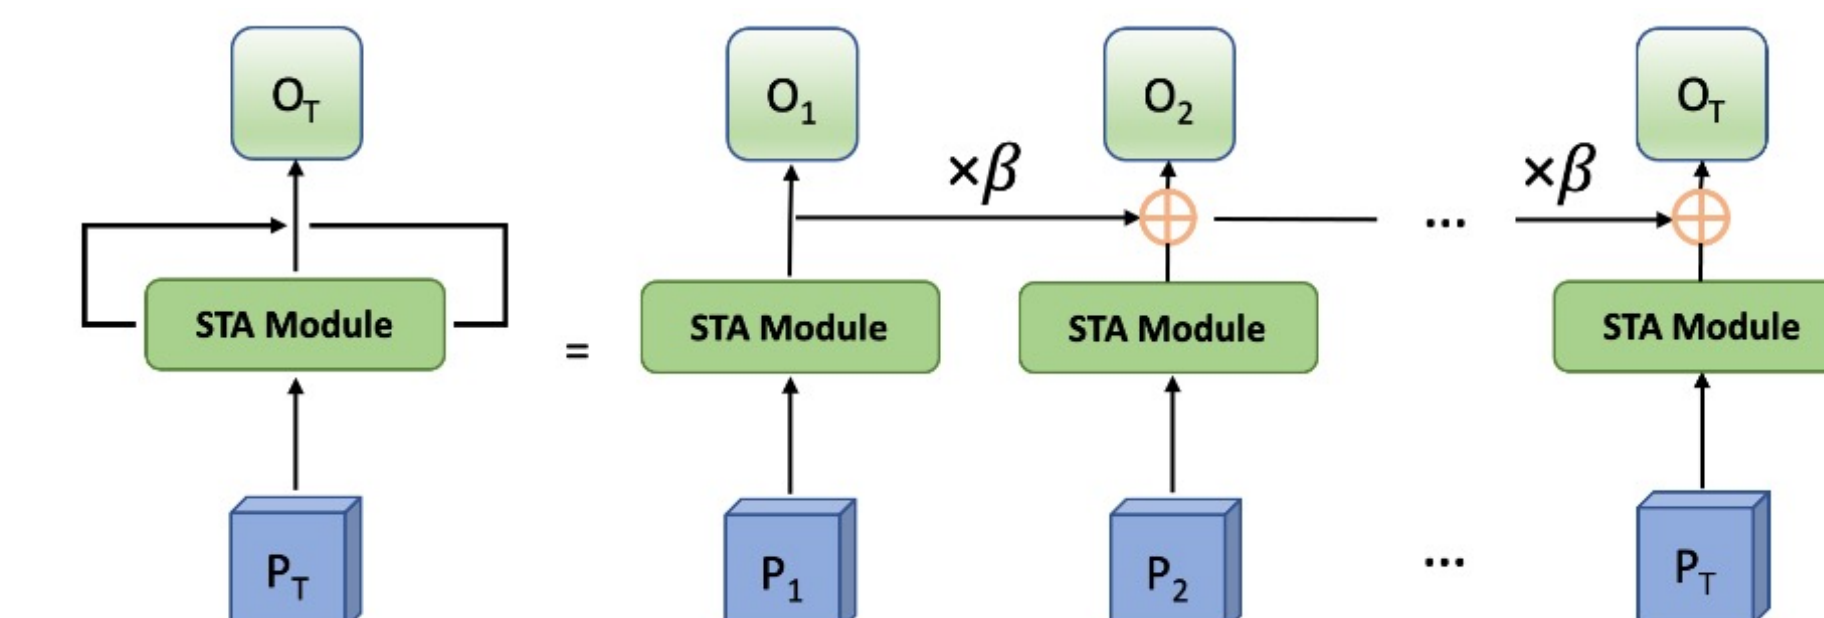 O_T O_1 O_2 O_T
×β ×β
...
STA Module STA Module STA Module STA Module
=
P_T P_1 P_2 ... P_T